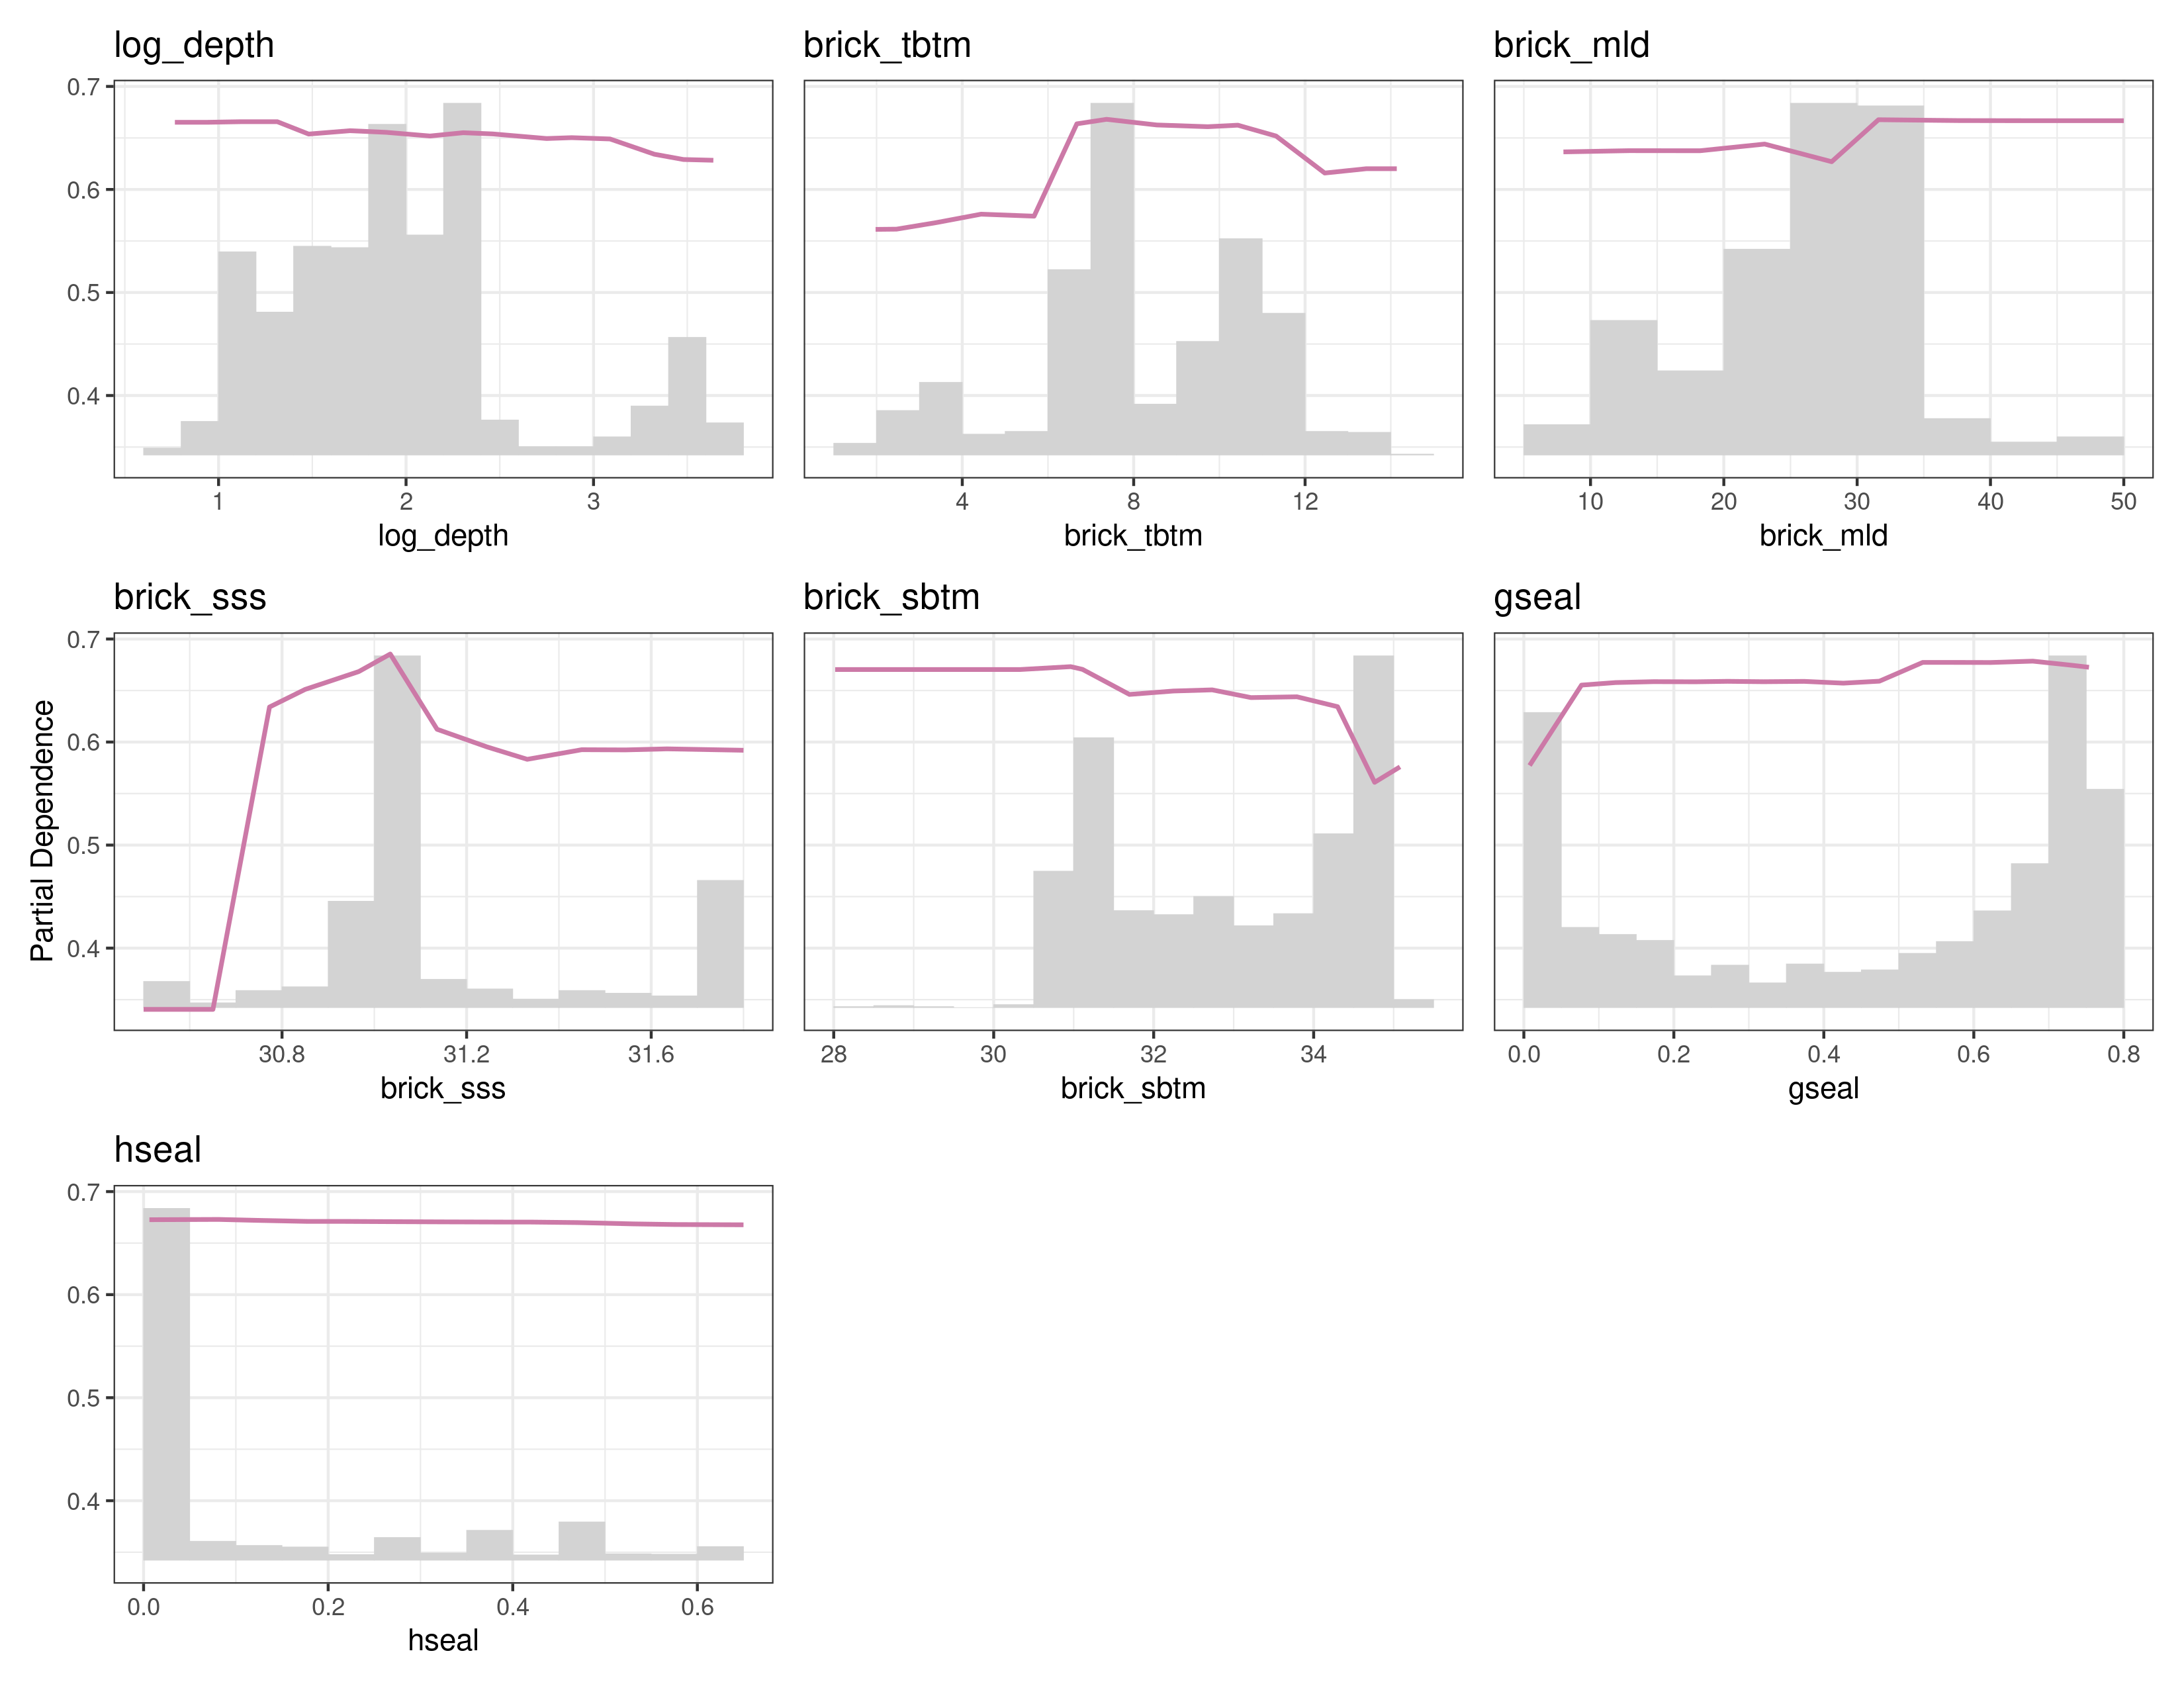 log_depth brick_tbtm brick_mld
0.7
0.6
0.5
0.4
1 2 3 4 8 12 10 20 30 40 50
log_depth brick_tbtm brick_mld
brick_sss brick_sbtm gseal
Partial Dependence
0.7
0.6
0.5
0.4
30.8 31.2 31.6 28 30 32 34 0.0 0.2 0.4 0.6 0.8
brick_sss brick_sbtm gseal
hseal
0.7
0.6
0.5
0.4
0.0 0.2 0.4 0.6
hseal